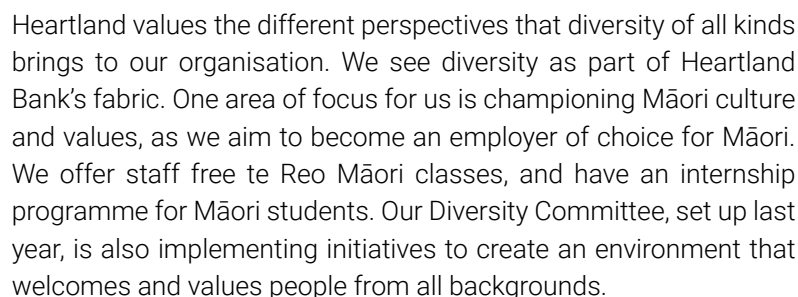 Heartland values the different perspectives that diversity of all kinds
brings to our organisation. We see diversity as part of Heartland
Bank’s fabric. One area of focus for us is championing Māori culture
and values, as we aim to become an employer of choice for Māori.
We offer staff free te Reo Māori classes, and have an internship
programme for Māori students. Our Diversity Committee, set up last
year, is also implementing initiatives to create an environment that
welcomes and values people from all backgrounds.